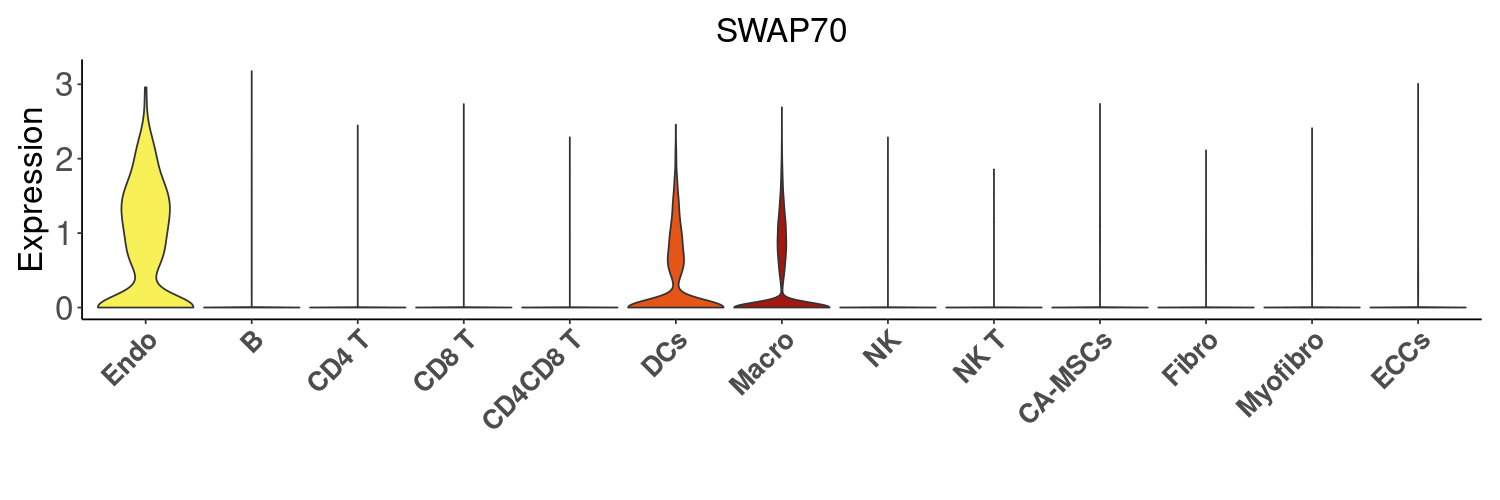 SWAP70
Expression
3
2
1
0
Endo
B
CD4 T
CD8 T
CD4CD8 T
DCs
Macro
NK
NK T
CA-MSCs
Fibro
Myofibro
ECCs